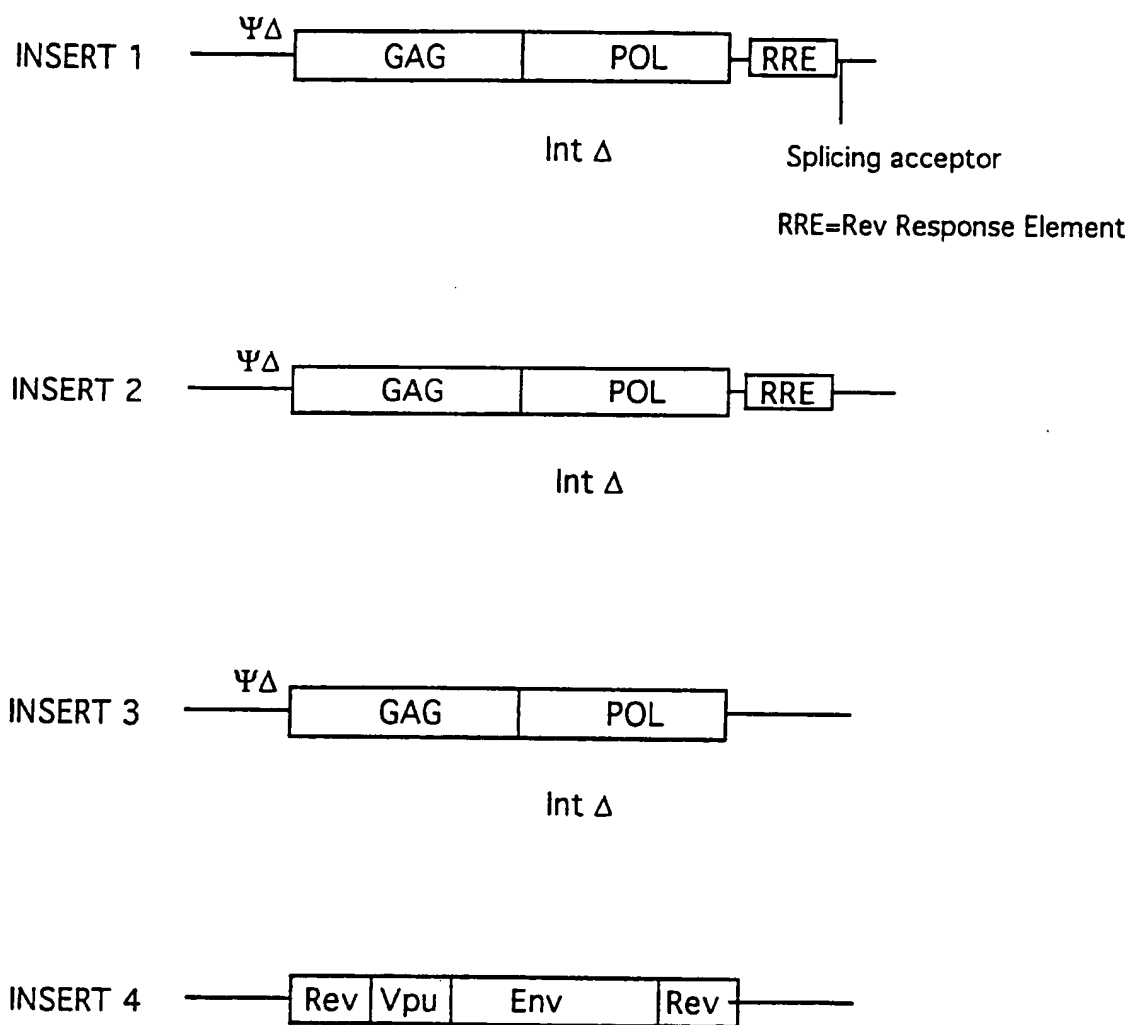 ΨΔ
INSERT 1 GAG POL RRE
Int Δ
Splicing acceptor
RRE=Rev Response Element
ΨΔ
INSERT 2 GAG POL RRE
Int Δ
ΨΔ
INSERT 3 GAG POL
Int Δ
INSERT 4 Rev Vpu Env Rev